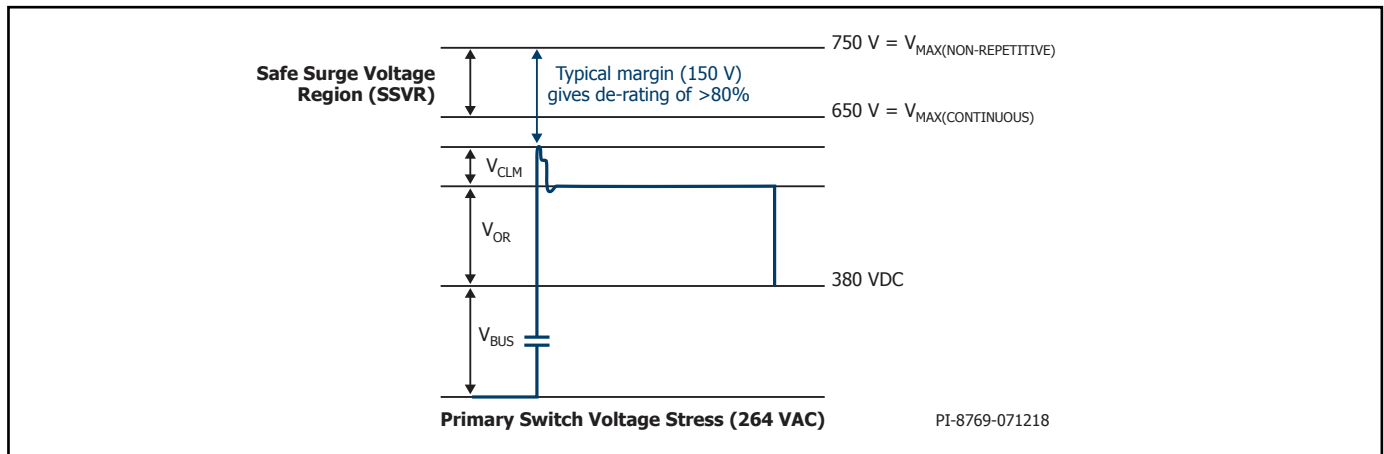 750 V = VMAX(NON-REPETITIVE)
Safe Surge Voltage
Region (SSVR)
Typical margin (150 V)
gives de-rating of >80%
650 V = VMAX(CONTINUOUS)
VCLM
VOR
380 VDC
VBUS
Primary Switch Voltage Stress (264 VAC)
PI-8769-071218